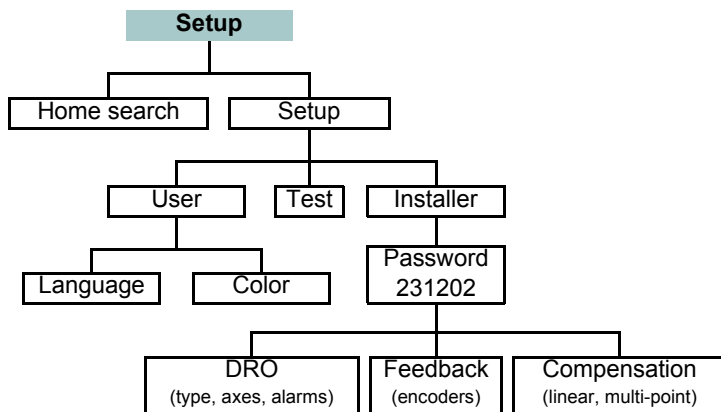 Setup
Home search
Setup
User
Test
Installer
Language
Color
Password
231202
DRO
(type, axes, alarms)
Feedback
(encoders)
Compensation
(linear, multi-point)